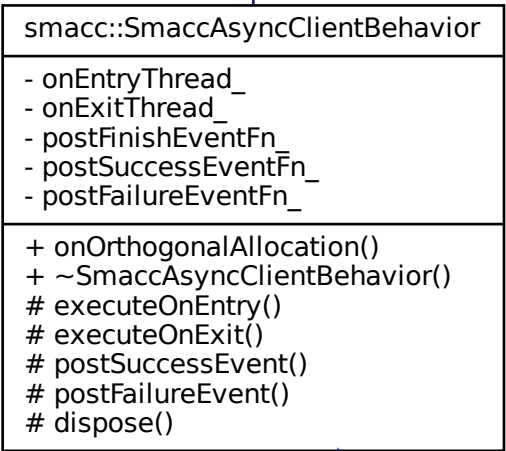 smacc::SmaccAsyncClientBehavior
- onEntryThread_
- onExitThread_
- postFinishEventFn_
- postSuccessEventFn_
- postFailureEventFn_
+ onOrthogonalAllocation()
+ ~SmaccAsyncClientBehavior()
# executeOnEntry()
# executeOnExit()
# postSuccessEvent()
# postFailureEvent()
# dispose()